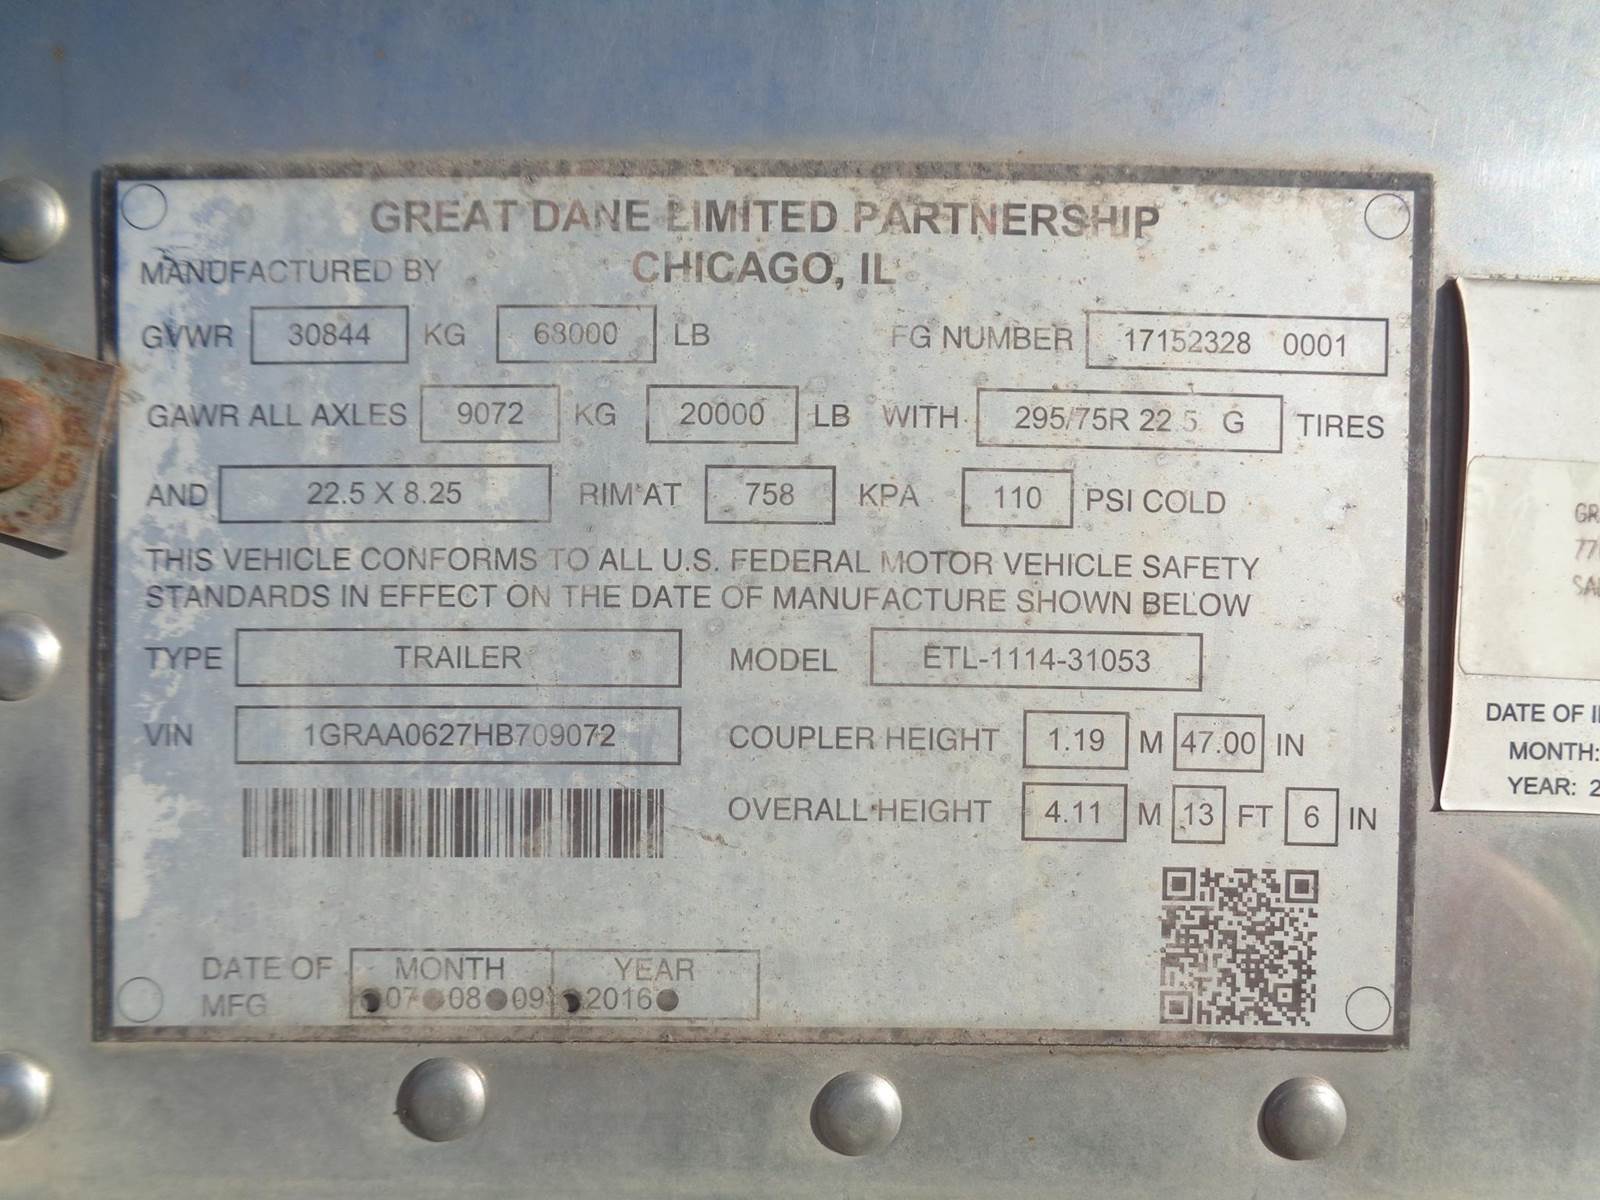 GREAT DANE LIMITED PARTNERSHIP
MANUFACTURED BY CHICAGO, IL
GVWR 30844 KG 68000 LB FG NUMBER 17152328 0001
GAWR ALL AXLES 9072 KG 20000 LB WITH 295/75R 22.5 G TIRES
AND 22.5 X 8.25 RIM AT 758 KPA 110 PSI COLD
THIS VEHICLE CONFORMS TO ALL U.S. FEDERAL MOTOR VEHICLE SAFETY
STANDARDS IN EFFECT ON THE DATE OF MANUFACTURE SHOWN BELOW
TYPE TRAILER MODEL ETL-1114-31053
VIN 1GRAA0627HB709072 COUPLER HEIGHT 1.19 M 47.00 IN
OVERALL HEIGHT 4.11 M 13 FT 6 IN
DATE OF MFG MONTH YEAR
07 08 09 2016
DATE OF
MONTH:
YEAR: 2